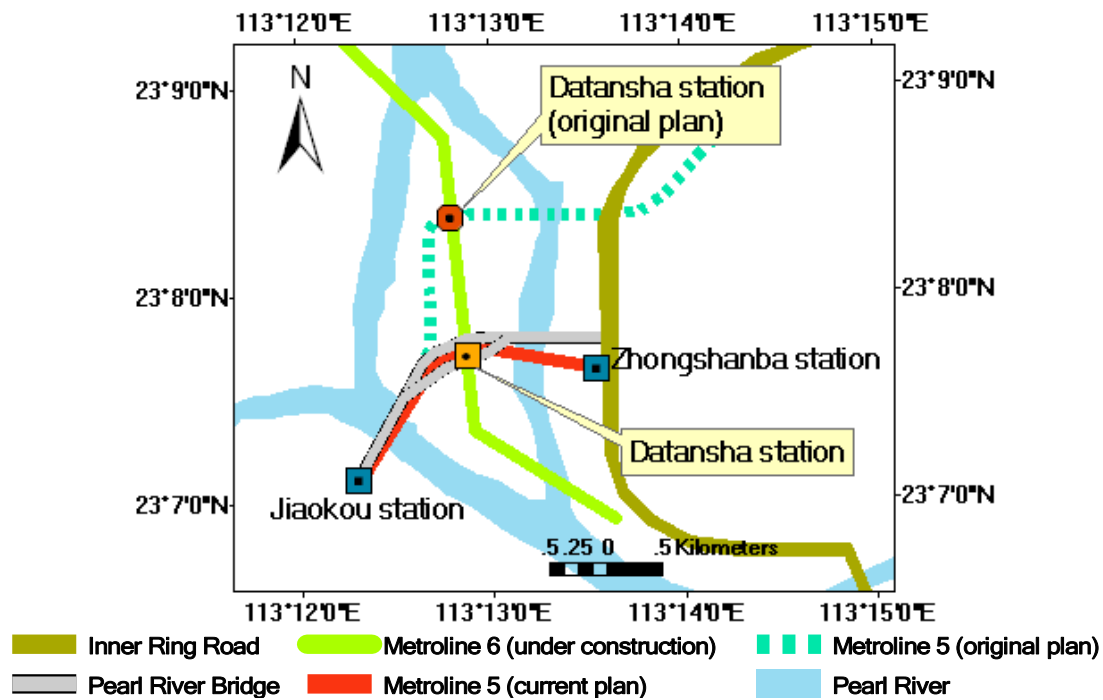 113°12'0"E 113°13'0"E 113°14'0"E 113°15'0"E
N
23°9'0"N
23°9'0"N
Datansha station
(original plan)
23°8'0"N
23°8'0"N
Zhongshanba station
Datansha station
23°7'0"N
23°7'0"N
Jiaokou station
.5 .25 0 .5 Kilometers
113°12'0"E 113°13'0"E 113°14'0"E 113°15'0"E
Inner Ring Road Metroline 6 (under construction) Metroline 5 (original plan)
Pearl River Bridge Metroline 5 (current plan) Pearl River